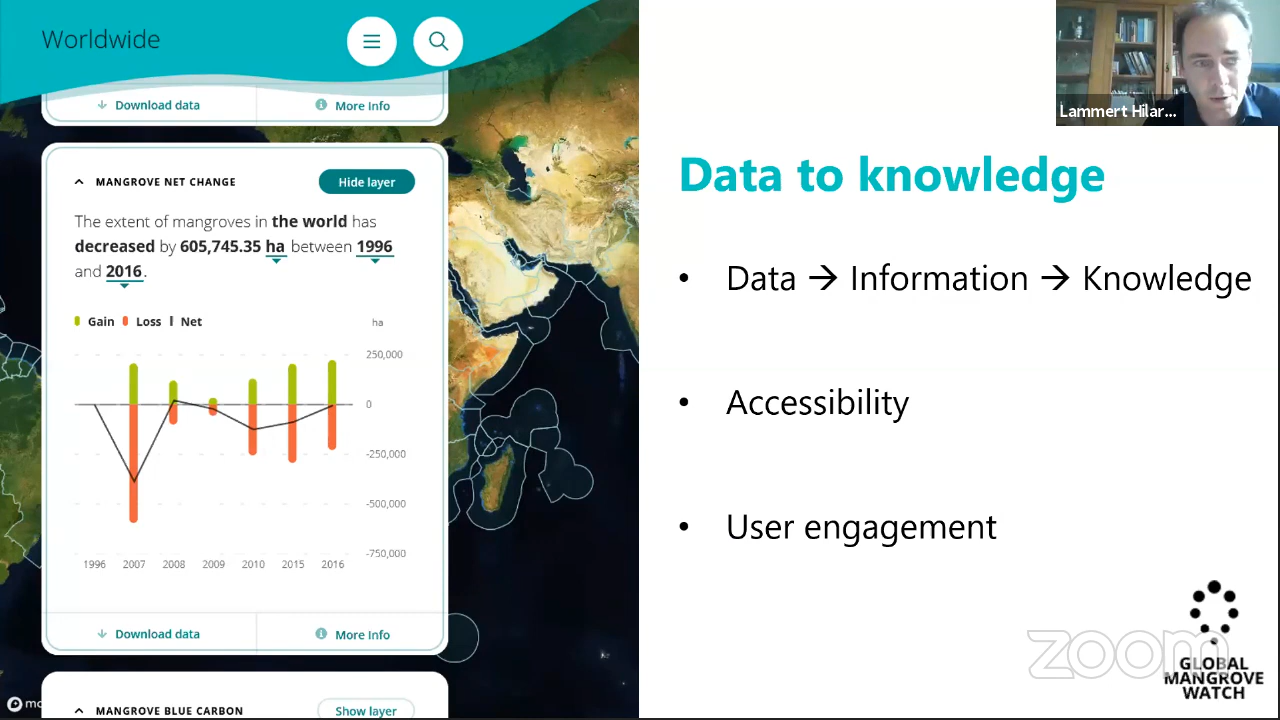 Worldwide
Download data
More Info
MANGROVE NET CHANGE
Hide layer
The extent of mangroves in the world has
decreased by 605,745.35 ha between 1996
and 2016.
Gain Loss Net
ha
250,000
0
-250,000
-500,000
-750,000
1996 2007 2008 2009 2010 2015 2016
Download data
More Info
MANGROVE BLUE CARBON
Show layer
Lammert Hilar...
Data to knowledge
• Data → Information → Knowledge
• Accessibility
• User engagement
zoom
GLOBAL
MANGROVE
WATCH